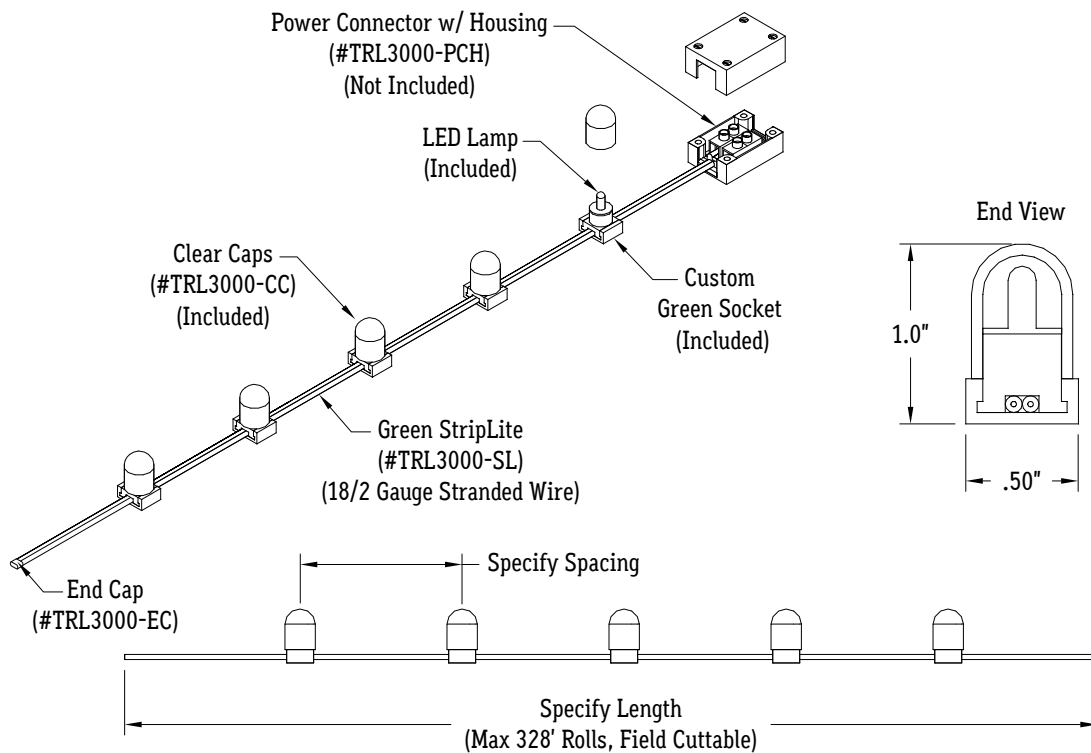 Power Connector w/ Housing
(#TRL3000-PCH)
(Not Included)
LED Lamp
(Included)
Clear Caps
(#TRL3000-CC)
(Included)
Custom
Green Socket
(Included)
End View
1.0"
.50"
Green StripLite
(#TRL3000-SL)
(18/2 Gauge Stranded Wire)
End Cap
(#TRL3000-EC)
Specify Spacing
Specify Length
(Max 328' Rolls, Field Cuttable)